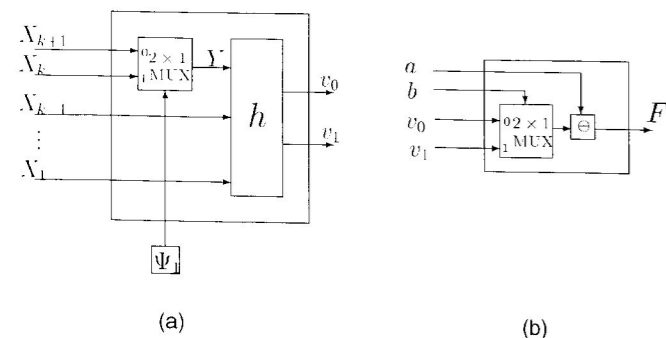 X_{k+1}
X_k
0 2 × 1
1 MUX
Y
X_{k-1}
⋮
X_1
h
v_0
v_1
Ψ_1
(a)
a
b
v_0
v_1
0 2 × 1
1 MUX
⊖
F
(b)